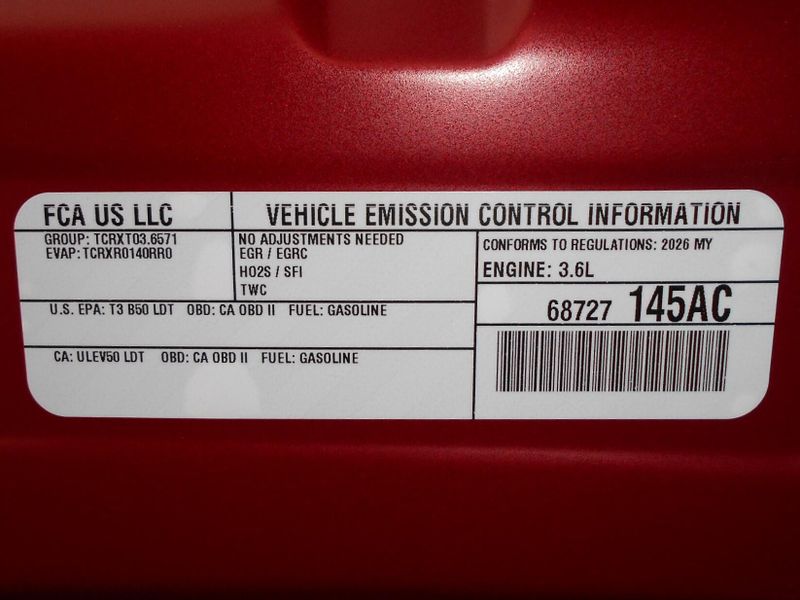 FCA US LLC
VEHICLE EMISSION CONTROL INFORMATION
GROUP: TCRXT03.6571
EVAP: TCRXR0140RR0
NO ADJUSTMENTS NEEDED
EGR / EGRC
HO2S / SFI
TWC
CONFORMS TO REGULATIONS: 2026 MY
ENGINE: 3.6L
U.S. EPA: T3 B50 LDT OBD: CA OBD II FUEL: GASOLINE
68727 145AC
CA: ULEV50 LDT OBD: CA OBD II FUEL: GASOLINE